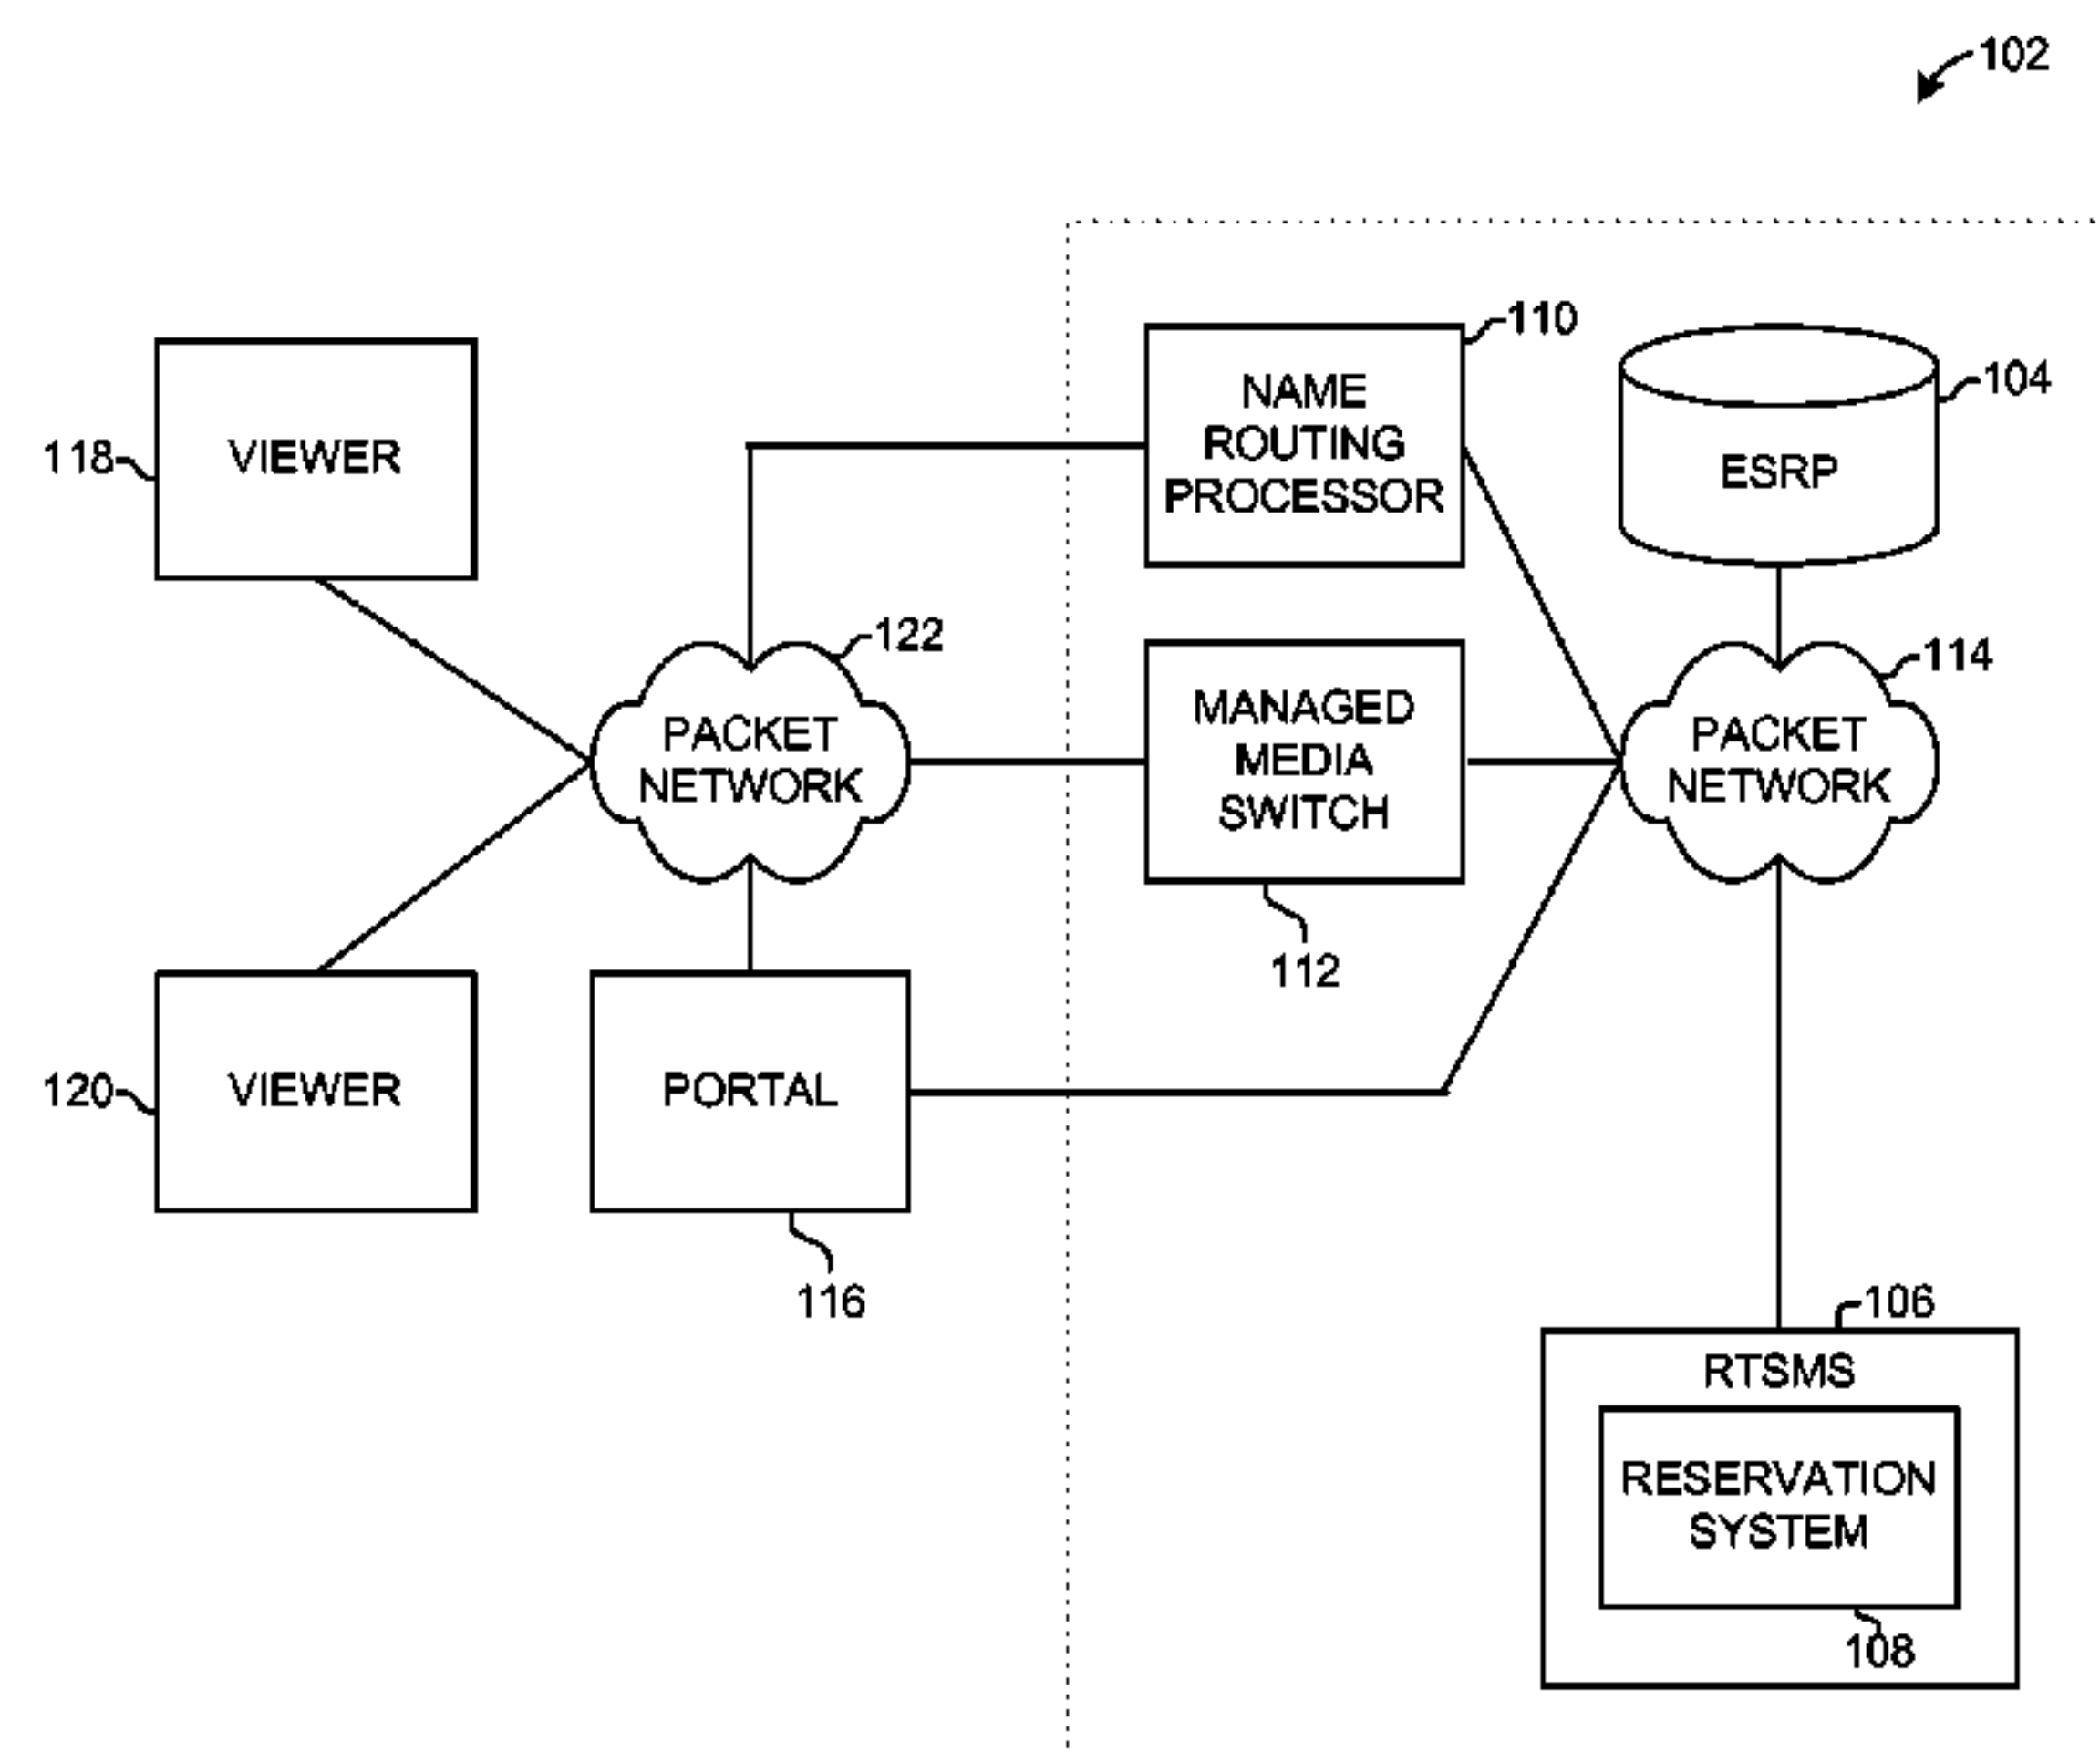 102
110
NAME
ROUTING
PROCESSOR
104
ESRP
118
VIEWER
122
PACKET
NETWORK
MANAGED
MEDIA
SWITCH
112
114
PACKET
NETWORK
120
VIEWER
PORTAL
116
106
RTSMS
RESERVATION
SYSTEM
108